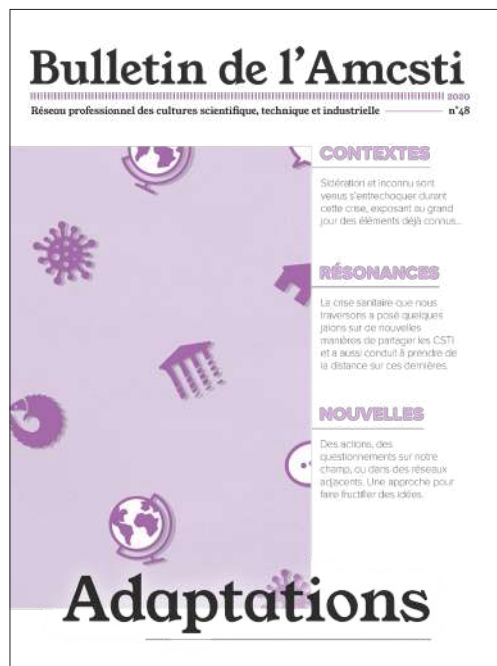 Bulletin de l'Amcsti
2020
Réseau professionnel des cultures scientifique, technique et industrielle
n°48
CONTEXTES
Sidération et inconnu sont
venus s'entrechoquer durant
cette crise, exposant au grand
jour des éléments déjà connus...
RÉSONANCES
La crise sanitaire que nous
traversons a posé quelques
jalons sur de nouvelles
manières de partager les CSTI
et a aussi conduit à prendre de
la distance sur ces dernières.
NOUVELLES
Des actions, des
questionnements sur notre
champ, ou dans des réseaux
adjacents. Une approche pour
faire fructifier des idées.
Adaptations